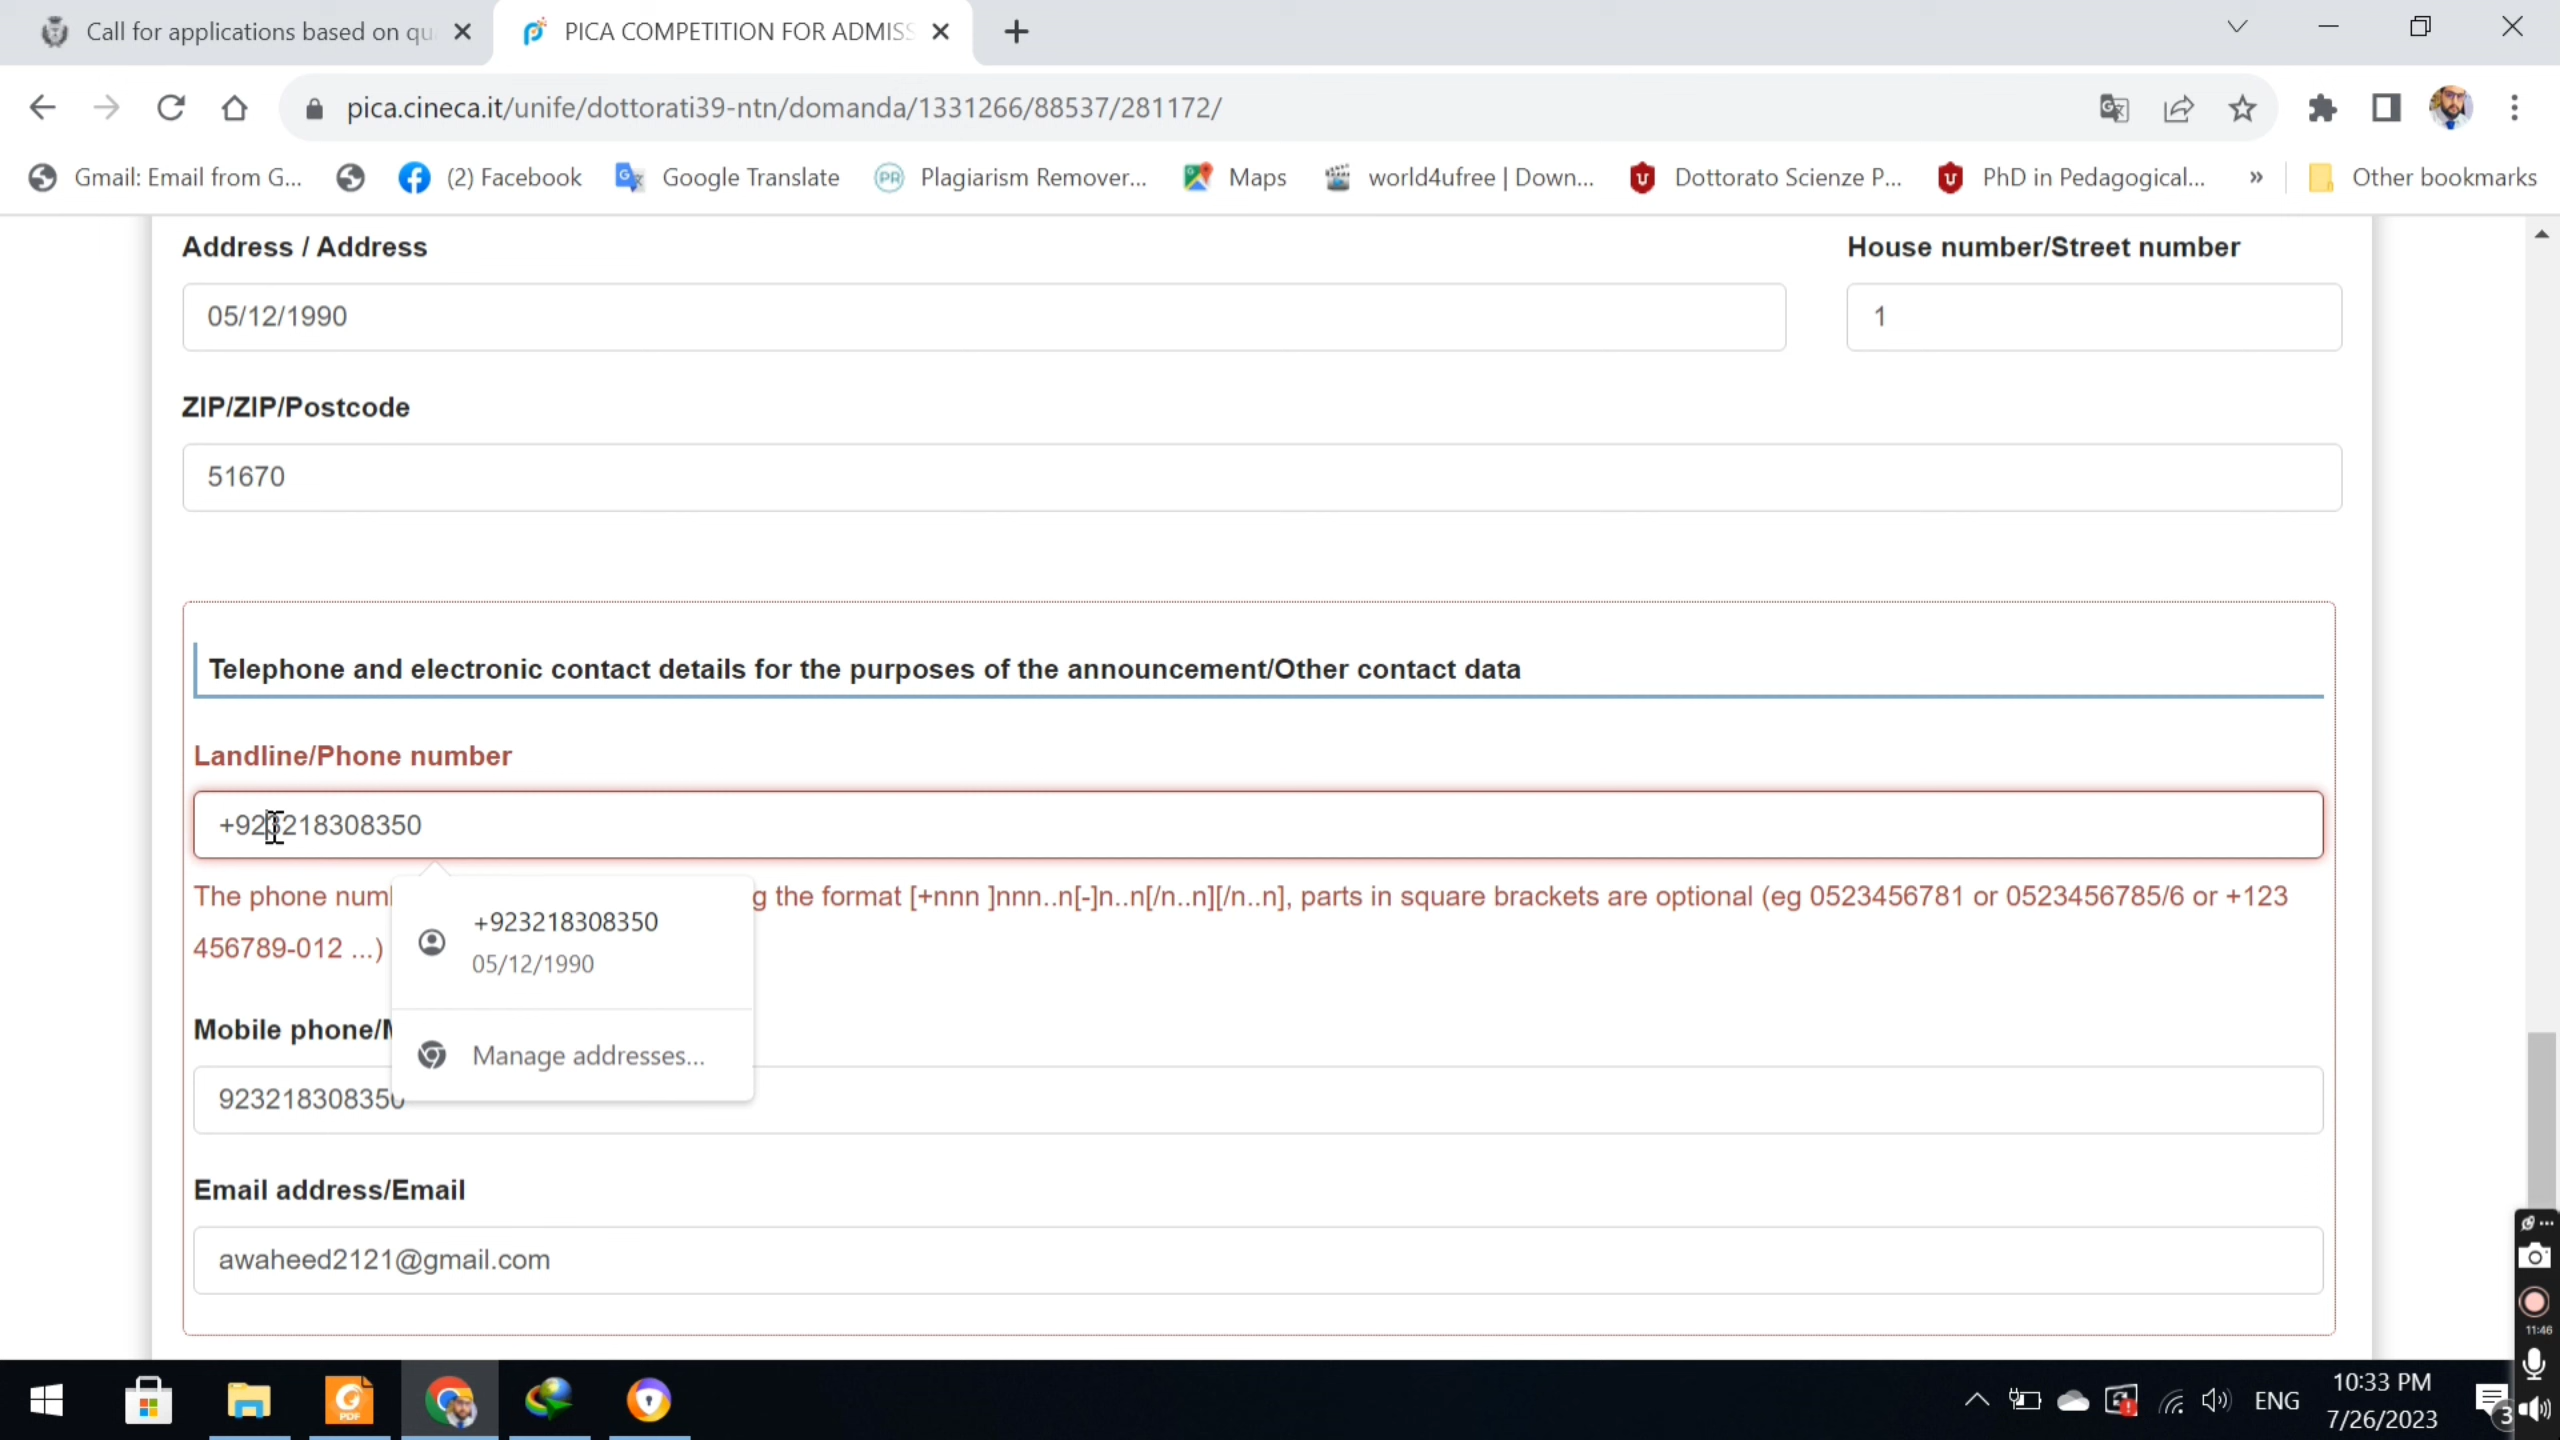 Call for applications based on qu
PICA COMPETITION FOR ADMISS
pica.cineca.it/unife/dottorati39-ntn/domanda/1331266/88537/281172/
Gmail: Email from G...
(2) Facebook
Google Translate
Plagiarism Remover...
Maps
world4ufree | Down...
Dottorato Scienze P...
PhD in Pedagogical...
»
Other bookmarks
Address / Address
House number/Street number
05/12/1990
1
ZIP/ZIP/Postcode
51670
Telephone and electronic contact details for the purposes of the announcement/Other contact data
Landline/Phone number
+923218308350
The phone num
g the format [+nnn ]nnn..n[-]n..n[/n..n][/n..n], parts in square brackets are optional (eg 0523456781 or 0523456785/6 or +123
456789-012 ...)
+923218308350
05/12/1990
Manage addresses...
Mobile phone/M
923218308350
Email address/Email
awaheed2121@gmail.com
11:46
ENG
10:33 PM
7/26/2023
3
PDF